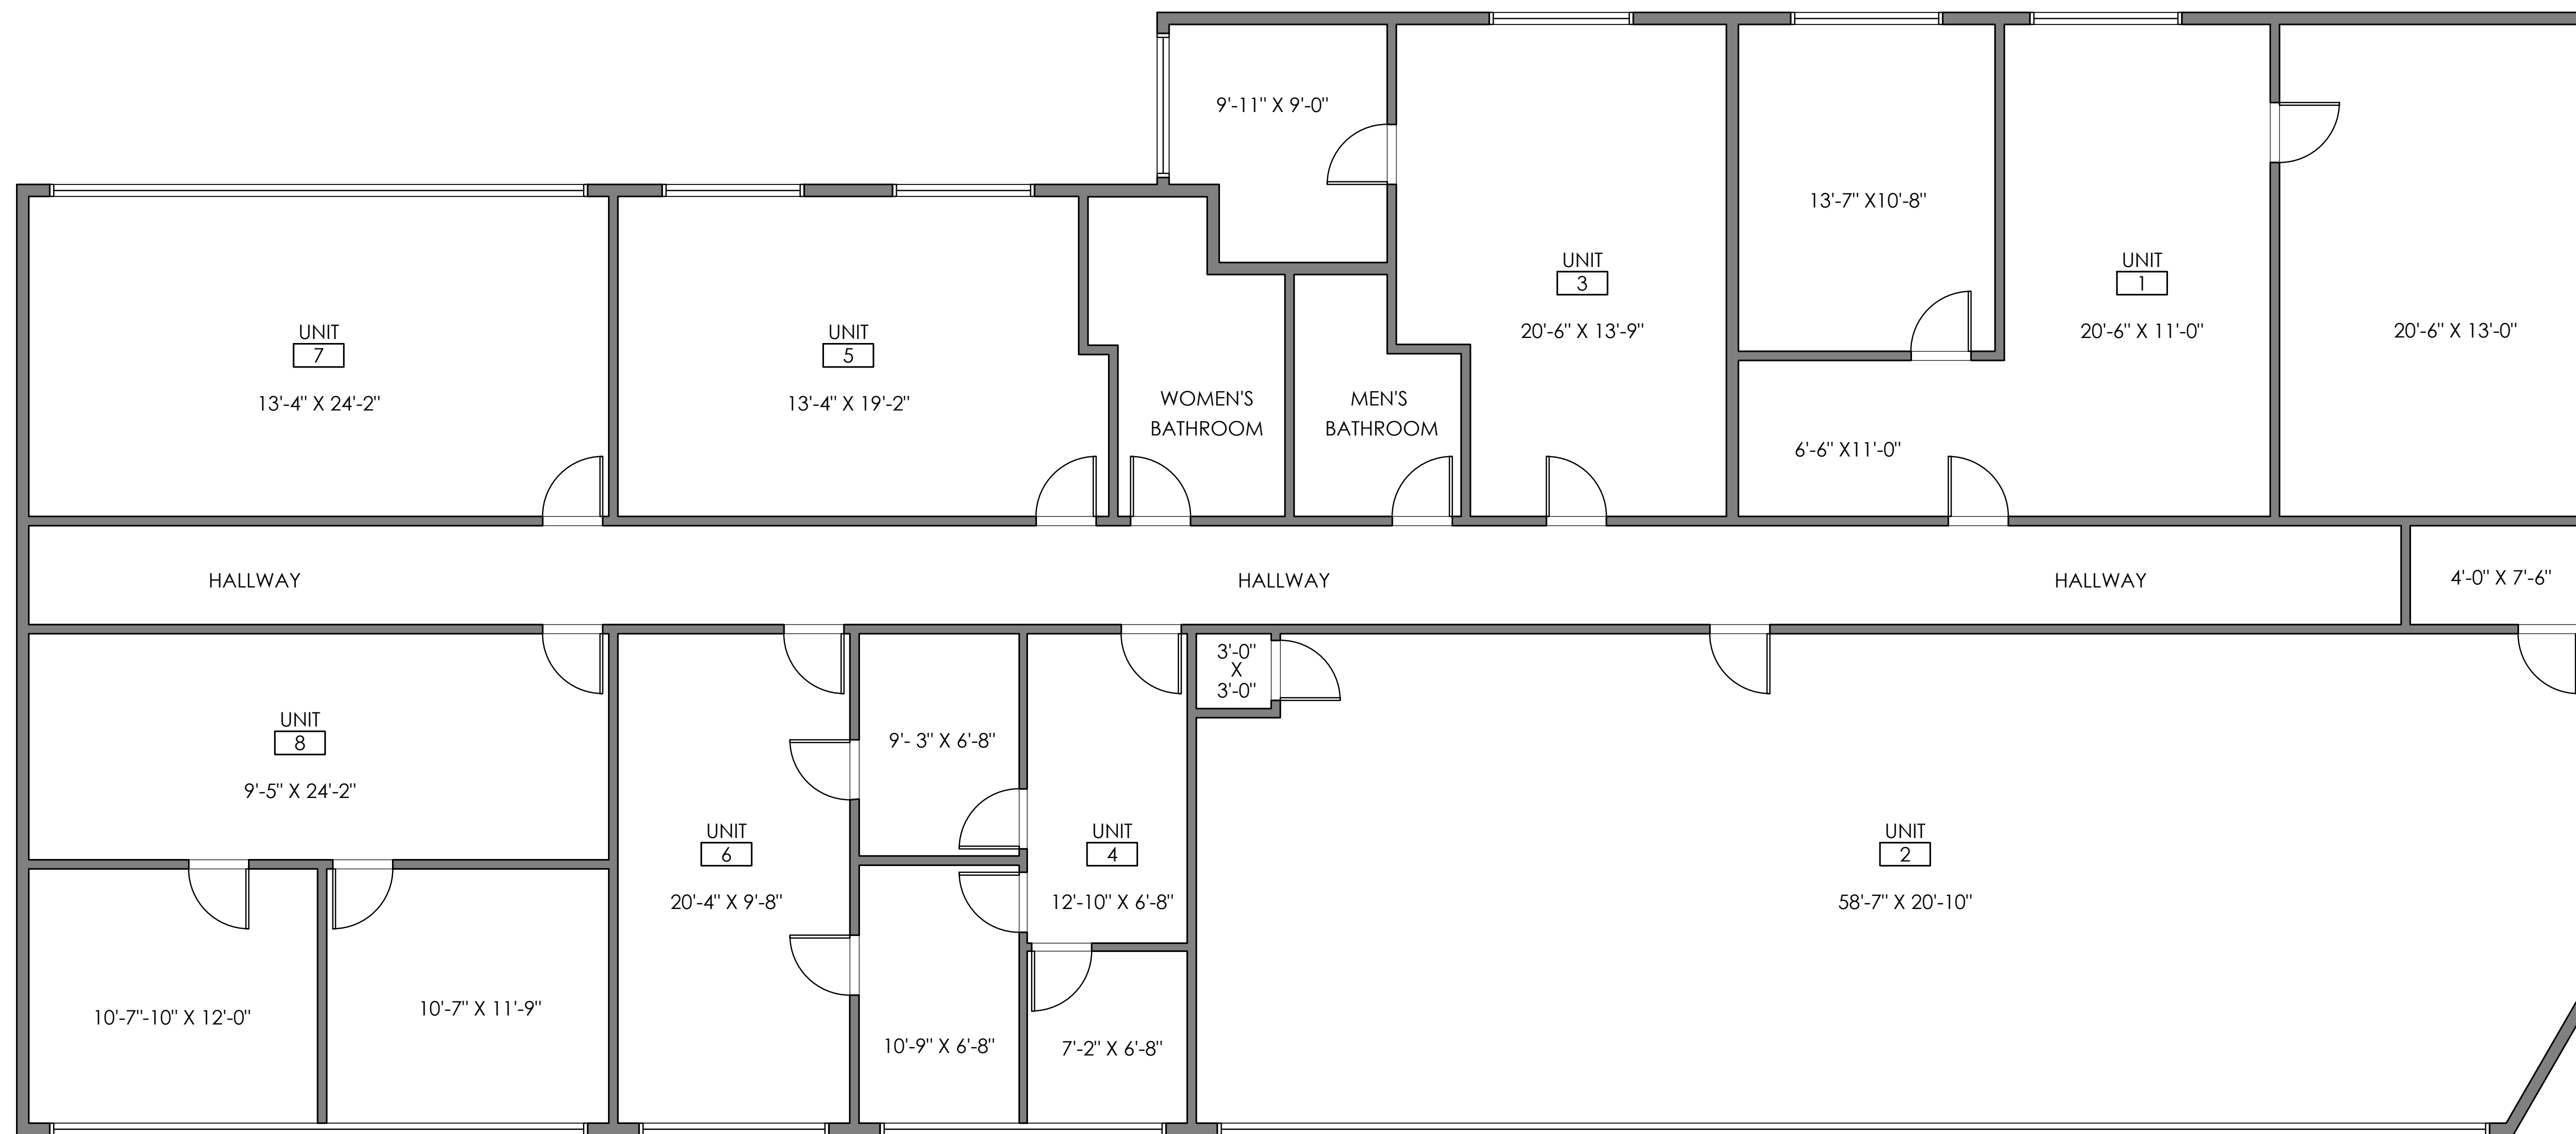 9'-11" X 9'-0"
13'-7" X10'-8"
UNIT
3
20'-6" X 13'-9"
UNIT
1
20'-6" X 11'-0"
20'-6" X 13'-0"
UNIT
7
13'-4" X 24'-2"
UNIT
5
13'-4" X 19'-2"
WOMEN'S
BATHROOM
MEN'S
BATHROOM
6'-6" X11'-0"
HALLWAY
HALLWAY
HALLWAY
4'-0" X 7'-6"
UNIT
8
9'-5" X 24'-2"
3'-0"
X
3'-0"
9'- 3" X 6'-8"
UNIT
6
20'-4" X 9'-8"
UNIT
4
12'-10" X 6'-8"
UNIT
2
58'-7" X 20'-10"
10'-7"-10" X 12'-0"
10'-7" X 11'-9"
10'-9" X 6'-8"
7'-2" X 6'-8"